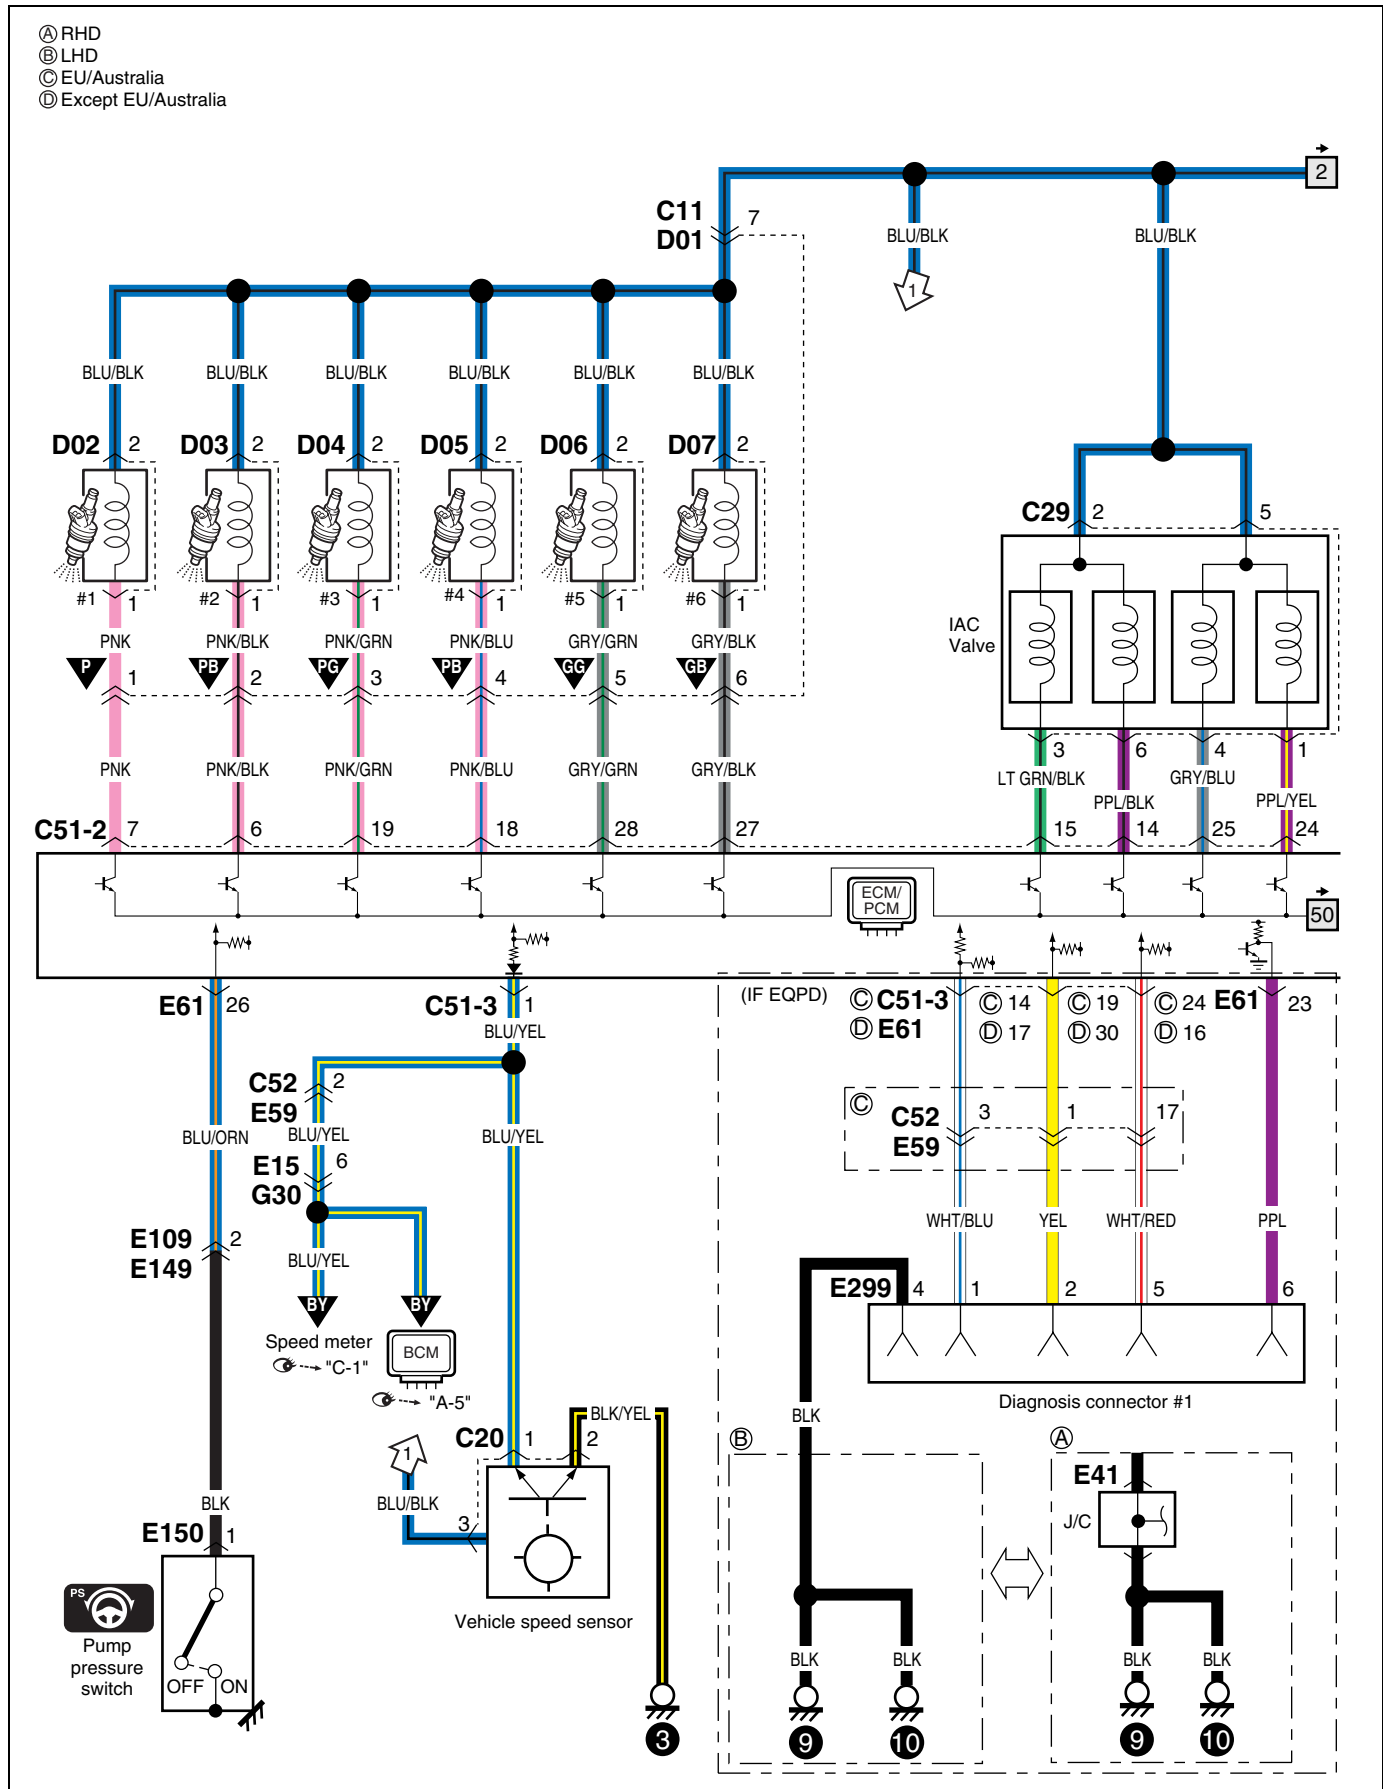 Ⓐ RHD
Ⓑ LHD
Ⓒ EU/Australia
Ⓓ Except EU/Australia
2
C11 7
D01
BLU/BLK BLU/BLK
1
BLU/BLK BLU/BLK BLU/BLK BLU/BLK BLU/BLK BLU/BLK
D02 2 D03 2 D04 2 D05 2 D06 2 D07 2
C29 2 5
#1 1 #2 1 #3 1 #4 1 #5 1 #6 1
IAC
Valve
PNK PNK/BLK PNK/GRN PNK/BLU GRY/GRN GRY/BLK
P PB PG PB GG GB
1 2 3 4 5 6
3 6 4 1
PNK PNK/BLK PNK/GRN PNK/BLU GRY/GRN GRY/BLK
LT GRN/BLK PPL/BLK GRY/BLU PPL/YEL
C51-2 7 6 19 18 28 27 15 14 25 24
ECM/
PCM
50
E61 26 C51-3 1
(IF EQPD)
Ⓒ C51-3 Ⓒ 14 Ⓒ 19 Ⓒ 24 E61 23
Ⓓ E61 Ⓓ 17 Ⓓ 30 Ⓓ 16
BLU/YEL
C52 2
E59
Ⓒ
C52 3 1 17
E59
BLU/ORN BLU/YEL BLU/YEL
E15 6
G30
WHT/BLU YEL WHT/RED PPL
E109 2
E149
BLU/YEL
E299 4 1 2 5 6
BY BY
Speed meter
"C-1"
BCM
"A-5"
Diagnosis connector #1
BLK
BLK/YEL
C20 1 2
1
BLU/BLK
3
Ⓑ Ⓐ
E41
J/C
BLK
E150 1
PS
Pump
pressure
switch
OFF ON
Vehicle speed sensor
BLK BLK BLK BLK
3 9 10 9 10